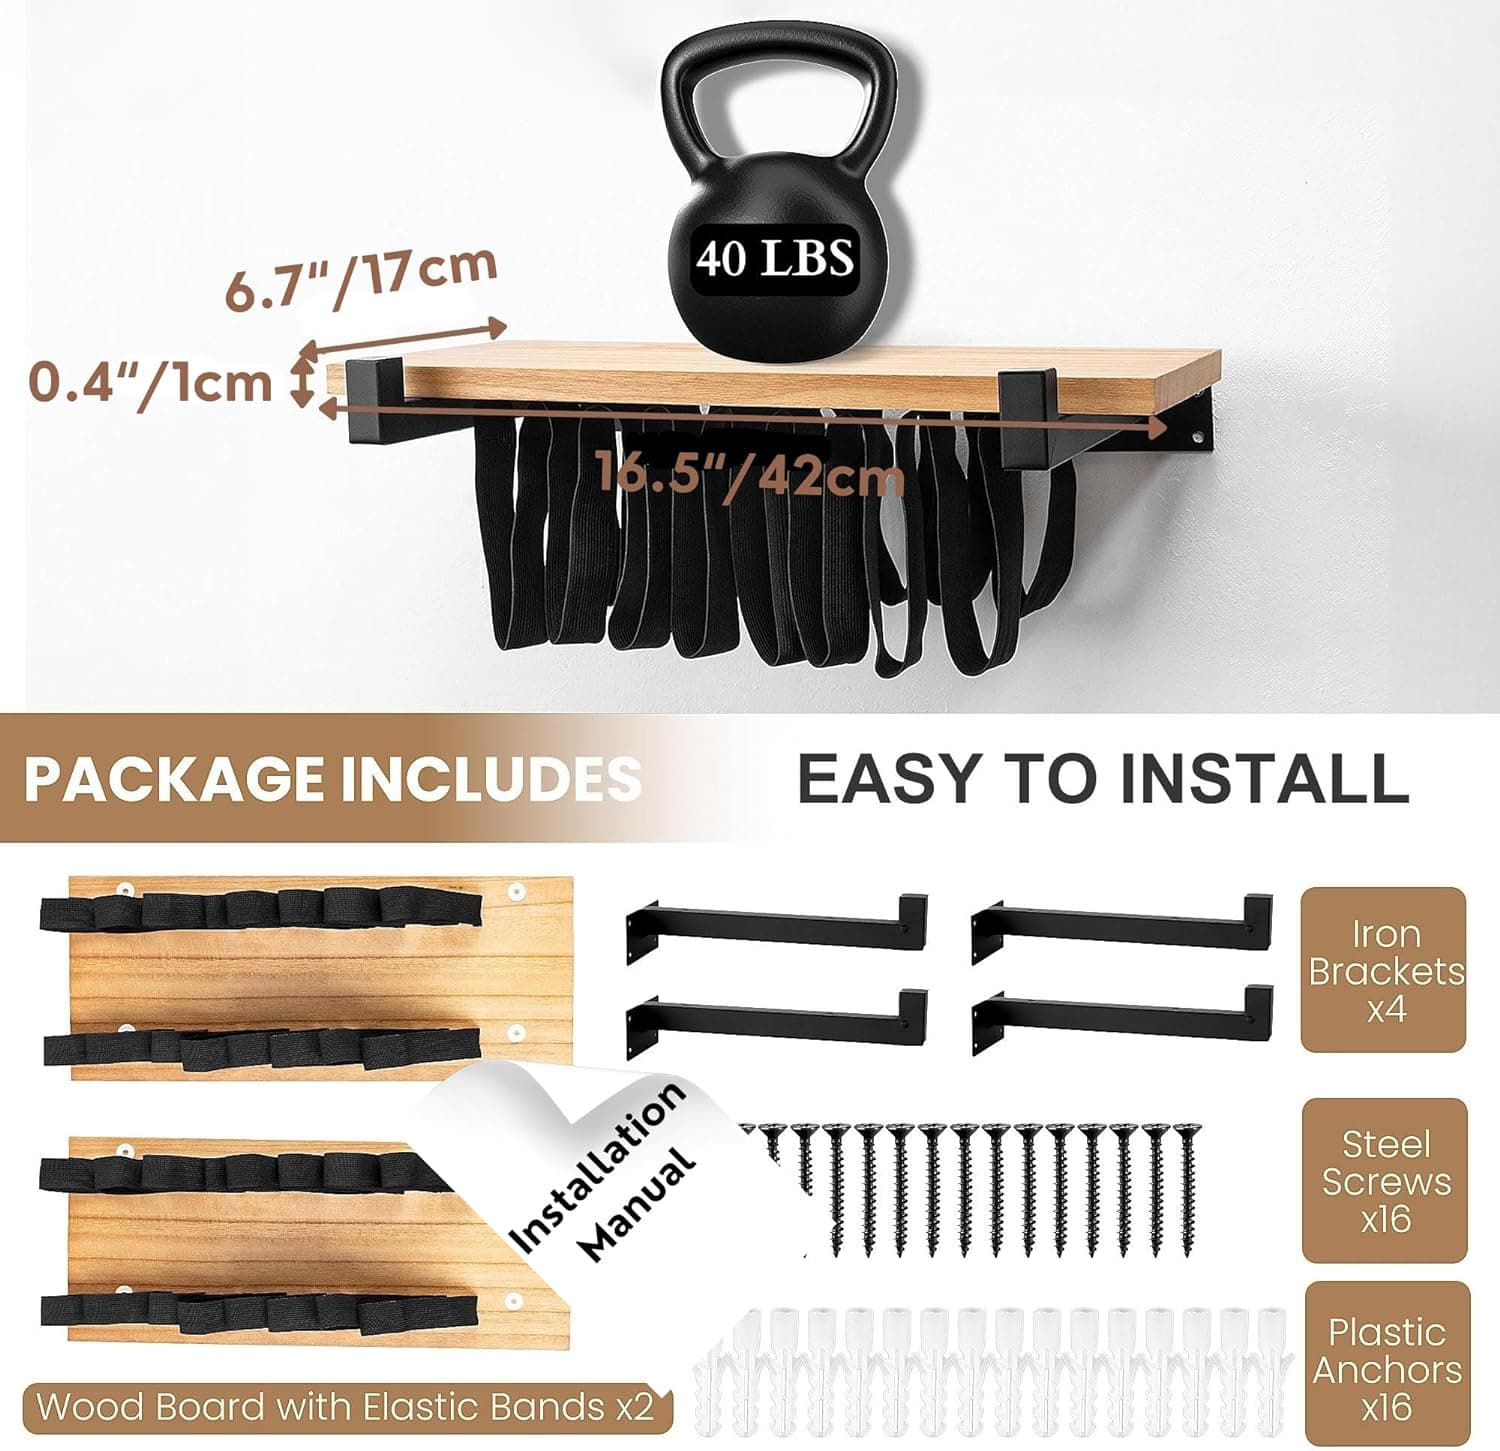 40 LBS
6.7“/17cm
0.4“/1cm
16.5“/42cm
PACKAGE INCLUDES
EASY TO INSTALL
Iron
Brackets
x4
Installation
Manual
Steel
Screws
x16
Plastic
Anchors
x16
Wood Board with Elastic Bands x2